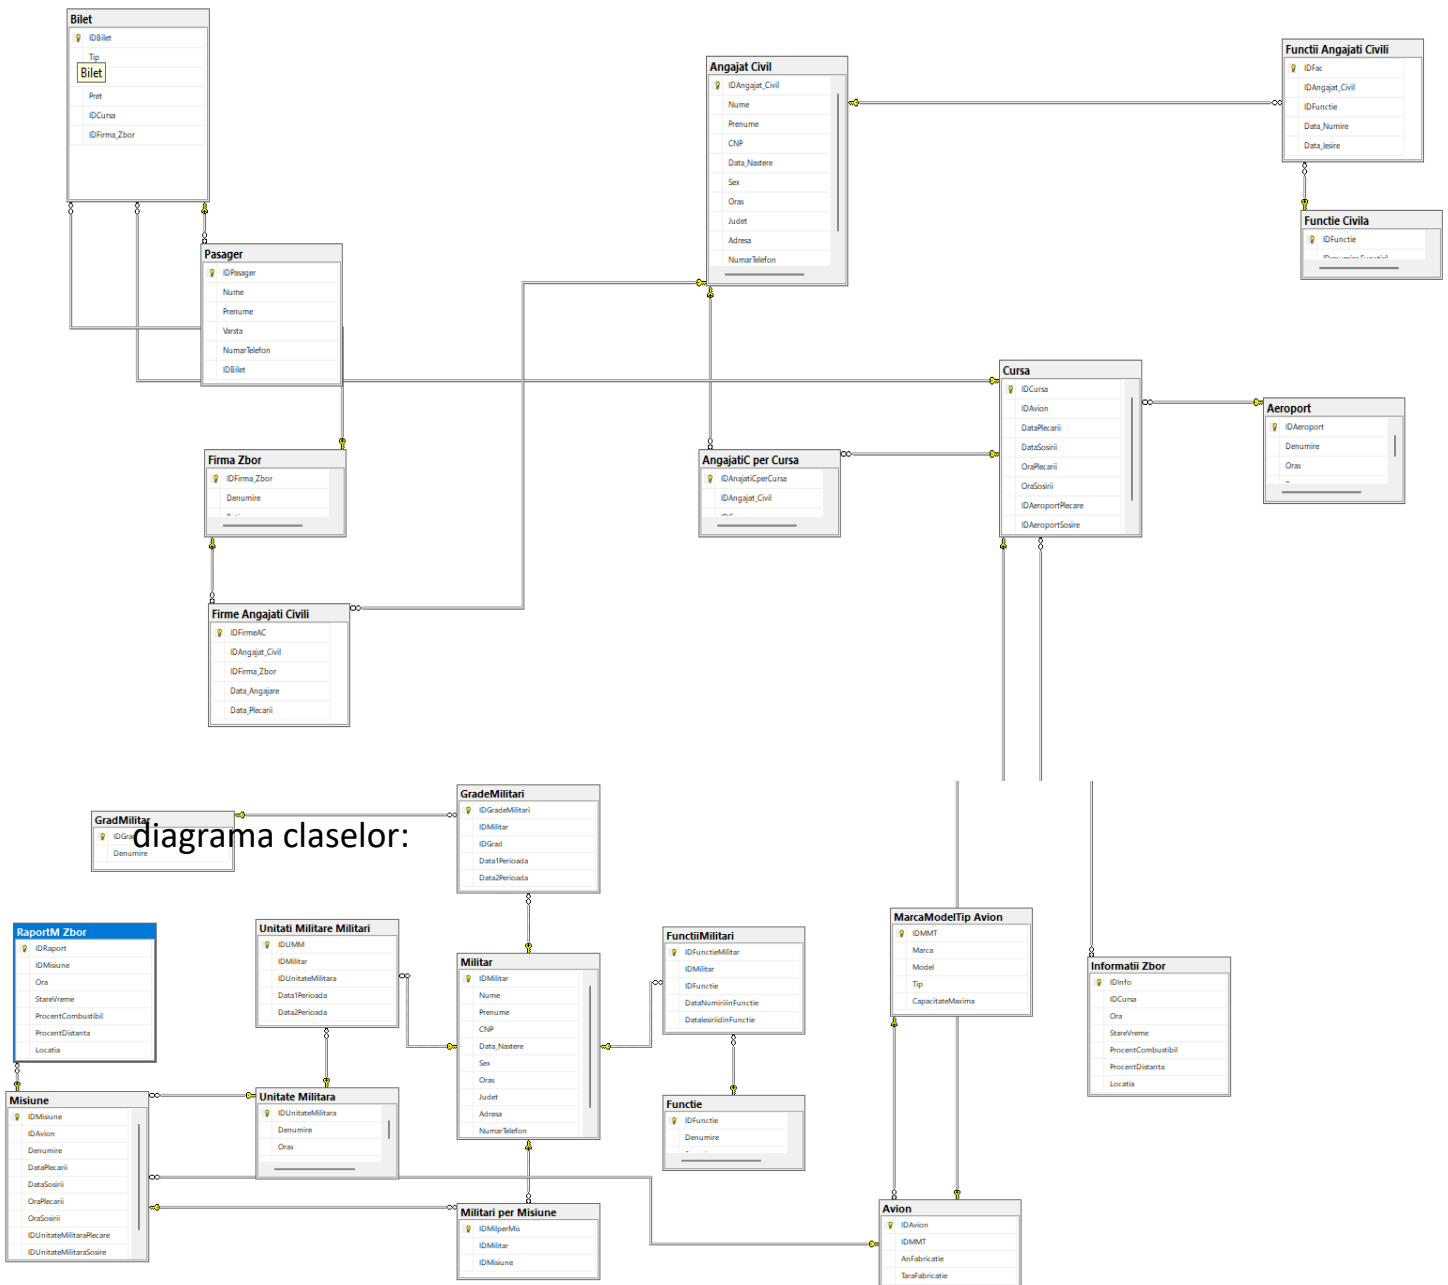 Bilet
IDBilet
Tip
Bilet
Pret
IDCursa
IDFirma_Zbor
Pasager
IDPasager
Nume
Prenume
Varsta
NumarTelefon
IDBilet
Firma Zbor
IDFirma_Zbor
Denumire
Firme Angajati Civili
IDFirmeAC
IDAngajat_Civil
IDFirma_Zbor
Data_Angajare
Data_Plecarii
Angajat Civil
IDAngajat_Civil
Nume
Prenume
CNP
Data_Nastere
Sex
Oras
Judet
Adresa
NumarTelefon
AngajatiC per Cursa
IDAnajatiCperCursa
IDAngajat_Civil
Functii Angajati Civili
IDFac
IDAngajat_Civil
IDFunctie
Data_Numire
Data_Iesire
Functie Civila
IDFunctie
Cursa
IDCursa
IDAvion
DataPlecarii
DataSosirii
OraPlecarii
OraSosirii
IDAeroportPlecare
IDAeroportSosire
Aeroport
IDAeroport
Denumire
Oras
GradMilitar
Denumire
diagrama claselor:
GradeMilitari
IDGradeMilitari
IDMilitar
IDGrad
Data1Perioada
Data2Perioada
RaportM Zbor
IDRaport
IDMisiune
Ora
StareVreme
ProcentCombustibil
ProcentDistanta
Locatia
Unitati Militare Militari
IDUMM
IDMilitar
IDUnitateMilitara
Data1Perioada
Data2Perioada
Militar
IDMilitar
Nume
Prenume
CNP
Data_Nastere
Sex
Oras
Judet
Adresa
NumarTelefon
FunctiiMilitari
IDFunctieMilitar
IDMilitar
IDFunctie
DataNumiriiinFunctie
DataIesiriidinFunctie
Functie
IDFunctie
Denumire
Misiune
IDMisiune
IDAvion
Denumire
DataPlecarii
DataSosirii
OraPlecarii
OraSosirii
IDUnitateMilitaraPlecare
IDUnitateMilitaraSosire
Unitate Militara
IDUnitateMilitara
Denumire
Oras
Militari per Misiune
IDMilperMis
IDMilitar
IDMisiune
MarcaModelTip Avion
IDMMT
Marca
Model
Tip
CapacitateMaxima
Informatii Zbor
IDInfo
IDCursa
Ora
StareVreme
ProcentCombustibil
ProcentDistanta
Locatia
Avion
IDAvion
IDMMT
AnFabricatie
TaraFabricatie